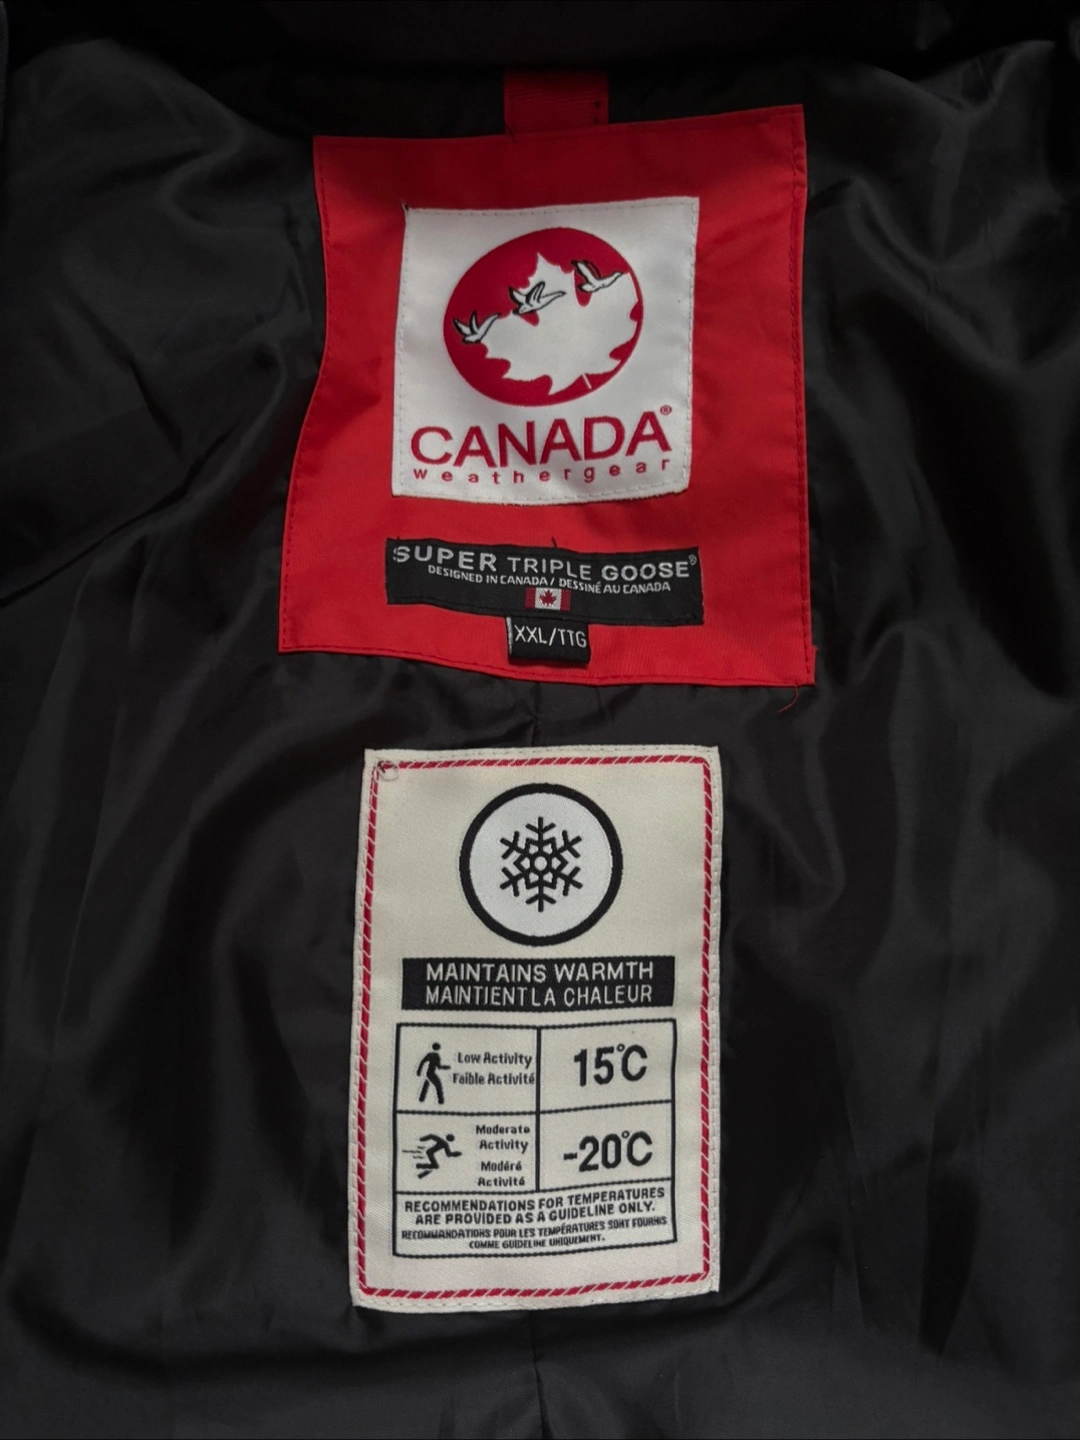 CANADA®
weathergear
SUPER TRIPLE GOOSE®
DESIGNED IN CANADA / DESSINÉ AU CANADA
XXL/TTG
MAINTAINS WARMTH
MAINTIENT LA CHALEUR
Low Activity
Faible Activité
15°C
Moderate
Activity
Modéré
Activité
-20°C
RECOMMENDATIONS FOR TEMPERATURES
ARE PROVIDED AS A GUIDELINE ONLY.
RECOMMANDATIONS POUR LES TEMPÉRATURES SONT FOURNIS
COMME GUIDELINE UNIQUEMENT.